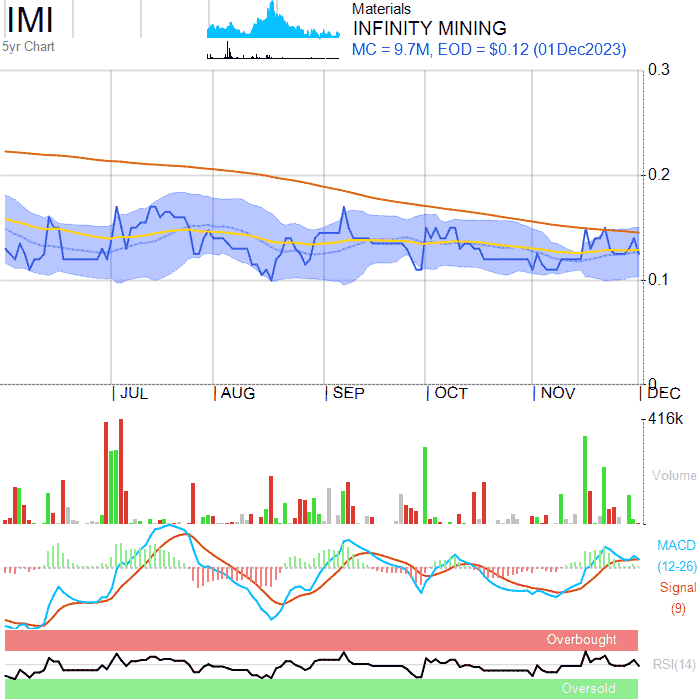 IMI
5yr Chart
Materials
INFINITY MINING
MC = 9.7M, EOD = $0.12 (01Dec2023)
0.3
0.2
0.1
0
JUL AUG SEP OCT NOV DEC
416k
Volume
MACD
(12-26)
Signal
(9)
Overbought
RSI(14)
Oversold